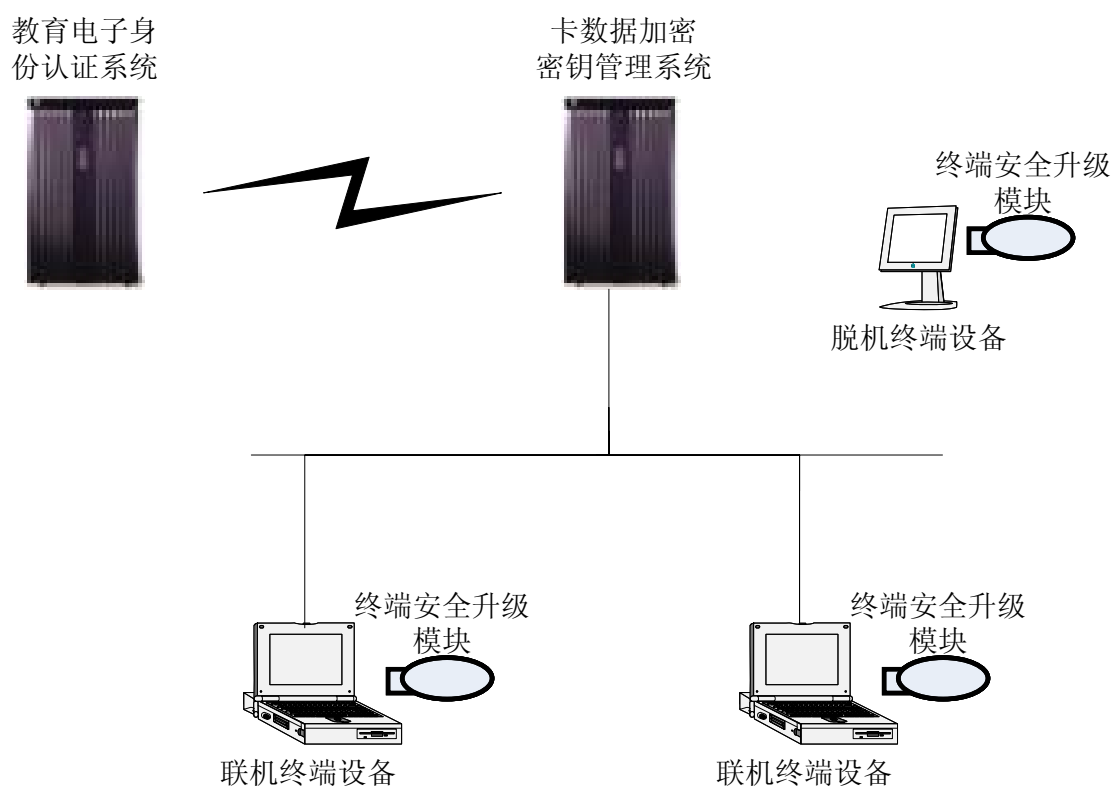 教育电子身
份认证系统
卡数据加密
密钥管理系统
终端安全升级
模块
脱机终端设备
终端安全升级
模块
联机终端设备
终端安全升级
模块
联机终端设备